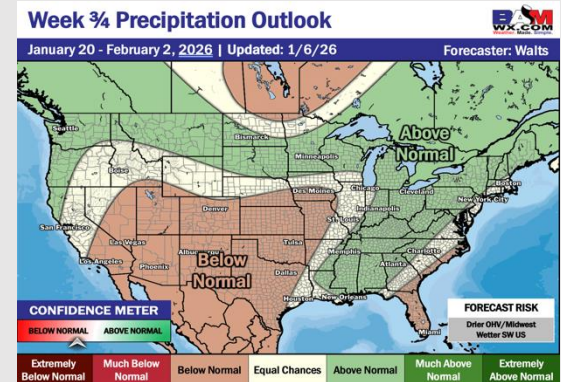 Week ¾ Precipitation Outlook
BAM
WX.COM
Weather Made Simple.
January 20 - February 2, 2026 | Updated: 1/6/26
Forecaster: Walts
Seattle
Bismarck
Minneapolis
Above
Normal
Boise
Des Moines
Chicago
Cleveland
Boston
New York City
San Francisco
Denver
St. Louis
Indianapolis
Las Vegas
Tulsa
Memphis
Charlotte
Los Angeles
Phoenix
Below
Normal
Dallas
Atlanta
Houston
New Orleans
Miami
CONFIDENCE METER
BELOW NORMAL
ABOVE NORMAL
FORECAST RISK
Drier OHV/Midwest
Wetter SW US
Extremely
Below Normal
Much Below
Normal
Below Normal
Equal Chances
Above Normal
Much Above
Normal
Extremely
Above Normal